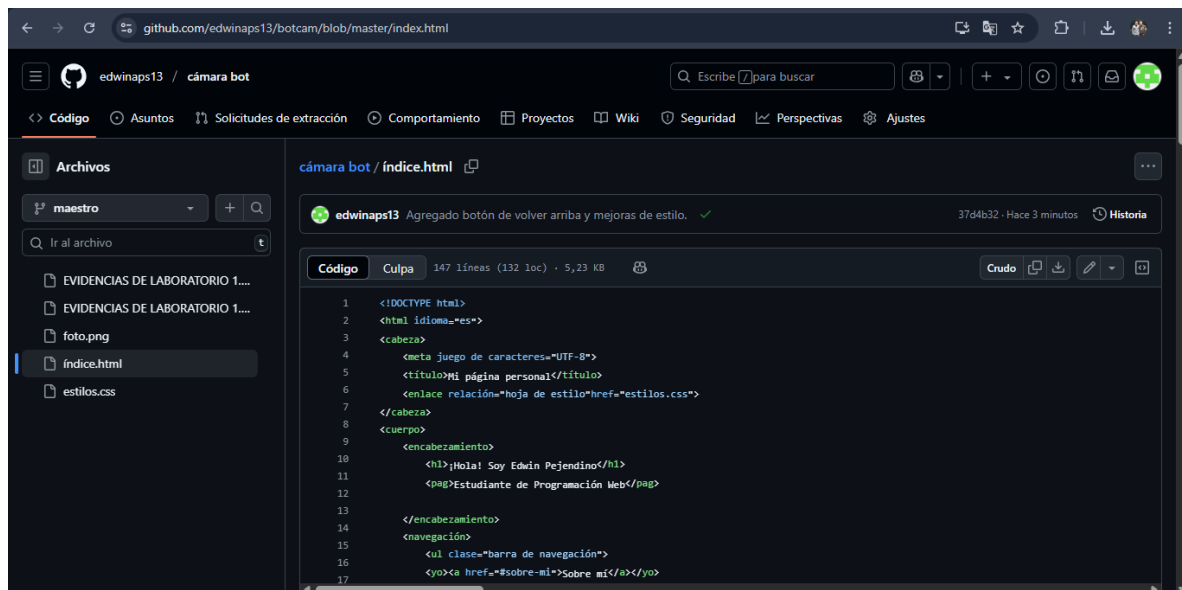 github.com/edwinaps13/botcam/blob/master/index.html
edwinaps13 / cámara bot
Escribe / para buscar
Código Asuntos Solicitudes de extracción Comportamiento Proyectos Wiki Seguridad Perspectivas Ajustes
Archivos
maestro
Ir al archivo t
EVIDENCIAS DE LABORATORIO 1....
EVIDENCIAS DE LABORATORIO 1....
foto.png
índice.html
estilos.css
cámara bot / índice.html
edwinaps13 Agregado botón de volver arriba y mejoras de estilo. 37d4b32 · Hace 3 minutos Historia
Código Culpa 147 líneas (132 loc) · 5,23 KB Crudo
1 <!DOCTYPE html>
2 <html idioma="es">
3 <cabeza>
4 <meta juego de caracteres="UTF-8">
5 <título>Mi página personal</título>
6 <enlace relación="hoja de estilo"href="estilos.css">
7 </cabeza>
8 <cuerpo>
9 <encabezamiento>
10 <h1>¡Hola! Soy Edwin Pejendino</h1>
11 <pag>Estudiante de Programación Web</pag>
12
13 </encabezamiento>
14 <navegación>
15 <ul clase="barra de navegación">
16 <yo><a href="#sobre-mi">Sobre mí</a></yo>
17